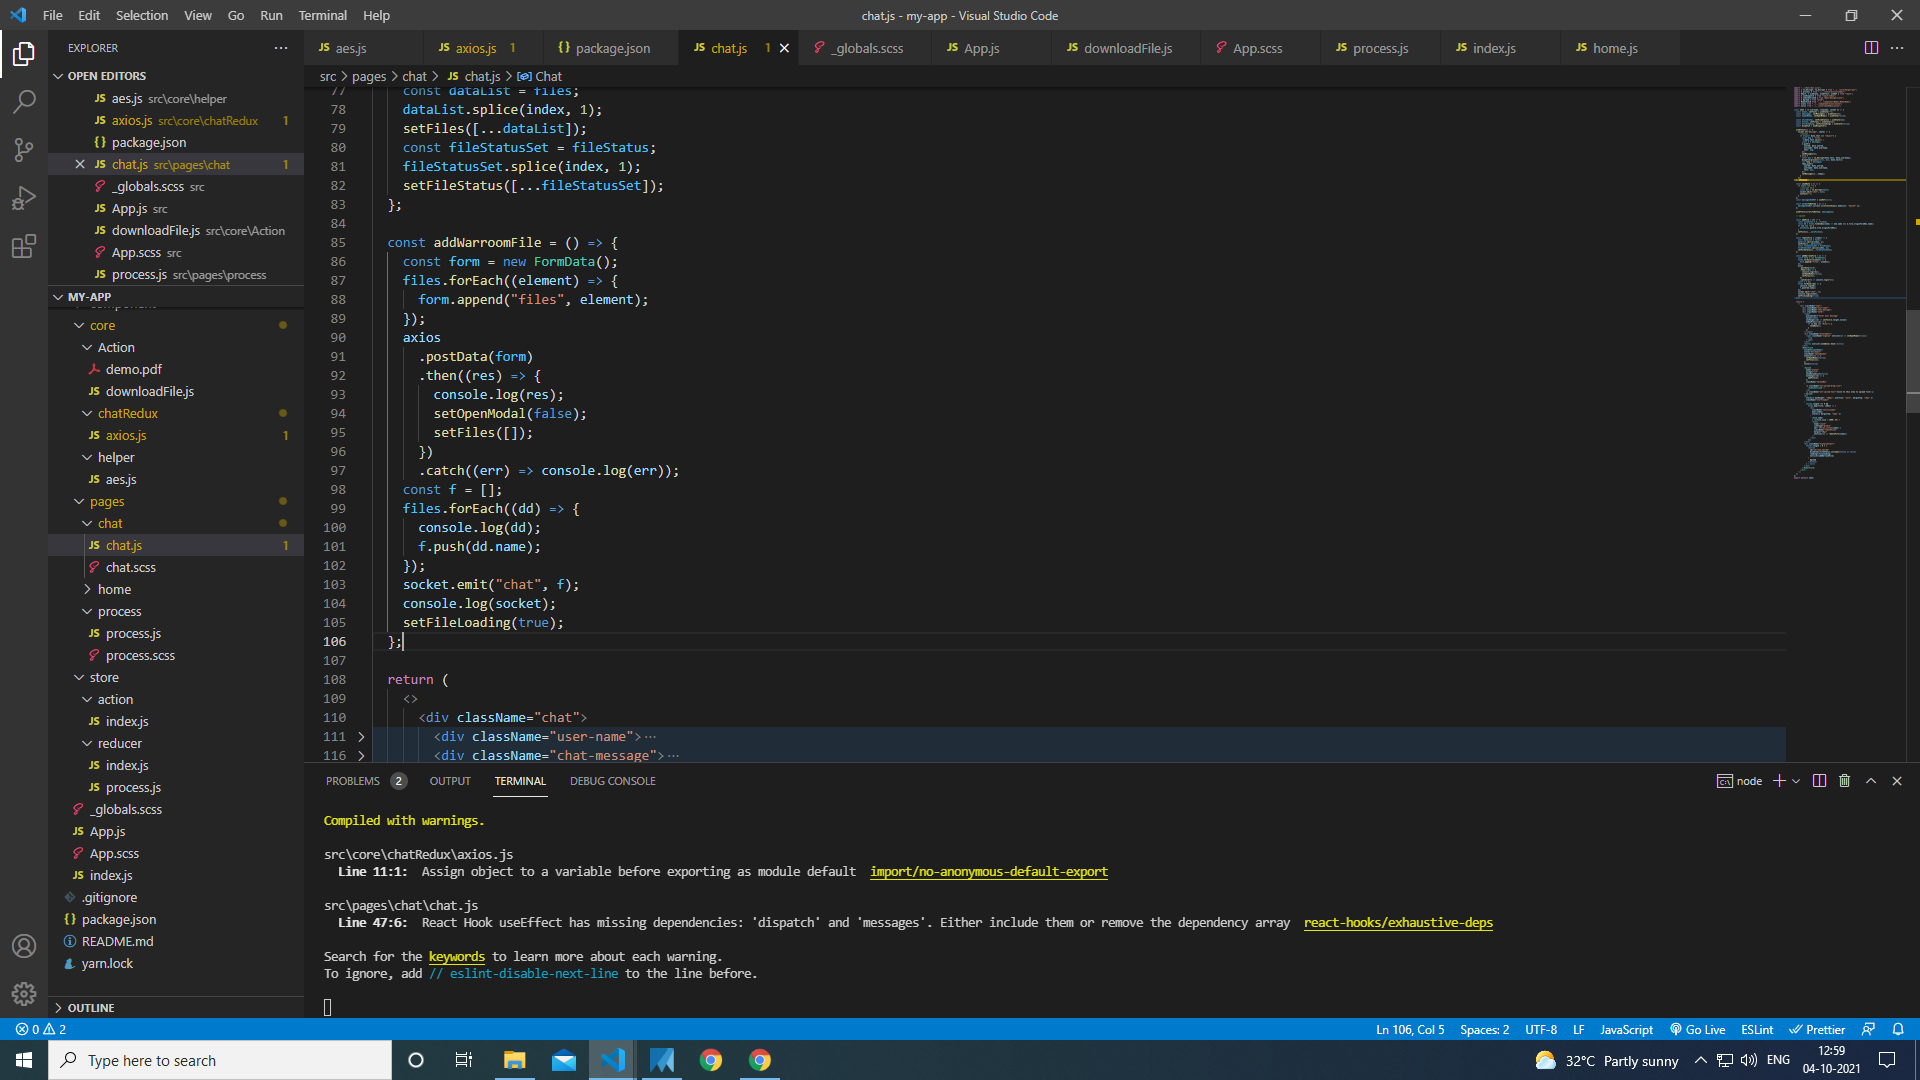 File Edit Selection View Go Run Terminal Help
chat.js - my-app - Visual Studio Code
EXPLORER
OPEN EDITORS
JS aes.js src\core\helper
JS axios.js src\core\chatRedux 1
{} package.json
JS chat.js src\pages\chat 1
_globals.scss src
JS App.js src
JS downloadFile.js src\core\Action
App.scss src
JS process.js src\pages\process
MY-APP
core
Action
demo.pdf
JS downloadFile.js
chatRedux
JS axios.js 1
helper
JS aes.js
pages
chat
JS chat.js 1
chat.scss
home
process
JS process.js
process.scss
store
action
JS index.js
reducer
JS index.js
JS process.js
_globals.scss
JS App.js
App.scss
JS index.js
.gitignore
{} package.json
README.md
yarn.lock
OUTLINE
JS aes.js JS axios.js 1 {} package.json JS chat.js 1 _globals.scss JS App.js JS downloadFile.js App.scss JS process.js JS index.js JS home.js
src > pages > chat > JS chat.js > Chat
77 const dataList = files;
78 dataList.splice(index, 1);
79 setFiles([...dataList]);
80 const fileStatusSet = fileStatus;
81 fileStatusSet.splice(index, 1);
82 setFileStatus([...fileStatusSet]);
83 };
84
85 const addWarroomFile = () => {
86 const form = new FormData();
87 files.forEach((element) => {
88 form.append("files", element);
89 });
90 axios
91 .postData(form)
92 .then((res) => {
93 console.log(res);
94 setOpenModal(false);
95 setFiles([]);
96 })
97 .catch((err) => console.log(err));
98 const f = [];
99 files.forEach((dd) => {
100 console.log(dd);
101 f.push(dd.name);
102 });
103 socket.emit("chat", f);
104 console.log(socket);
105 setFileLoading(true);
106 };
107
108 return (
109 <>
110 <div className="chat">
111 <div className="user-name">...
116 <div className="chat-message">...
PROBLEMS 2 OUTPUT TERMINAL DEBUG CONSOLE
node
Compiled with warnings.
src\core\chatRedux\axios.js
Line 11:1: Assign object to a variable before exporting as module default import/no-anonymous-default-export
src\pages\chat\chat.js
Line 47:6: React Hook useEffect has missing dependencies: 'dispatch' and 'messages'. Either include them or remove the dependency array react-hooks/exhaustive-deps
Search for the keywords to learn more about each warning.
To ignore, add // eslint-disable-next-line to the line before.
0 2
Ln 106, Col 5 Spaces: 2 UTF-8 LF JavaScript Go Live ESLint Prettier
Type here to search
32°C Partly sunny ENG
12:59
04-10-2021